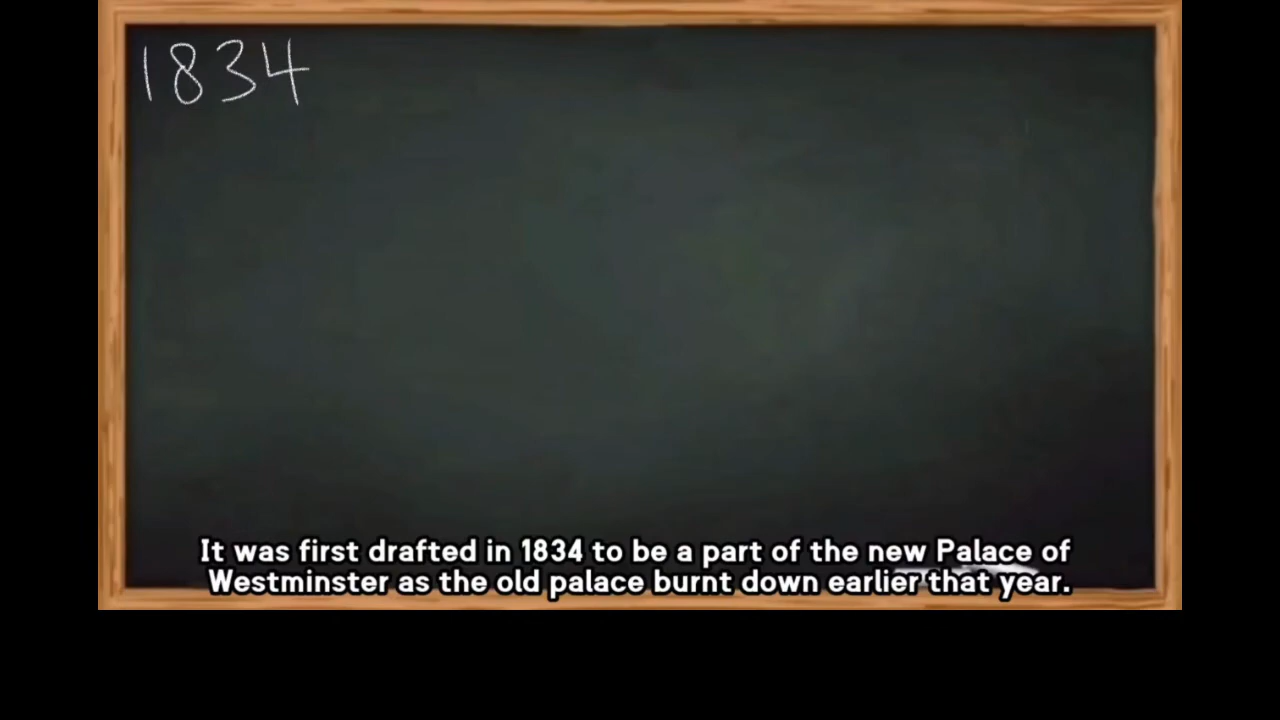 1834
It was first drafted in 1834 to be a part of the new Palace of
Westminster as the old palace burnt down earlier that year.